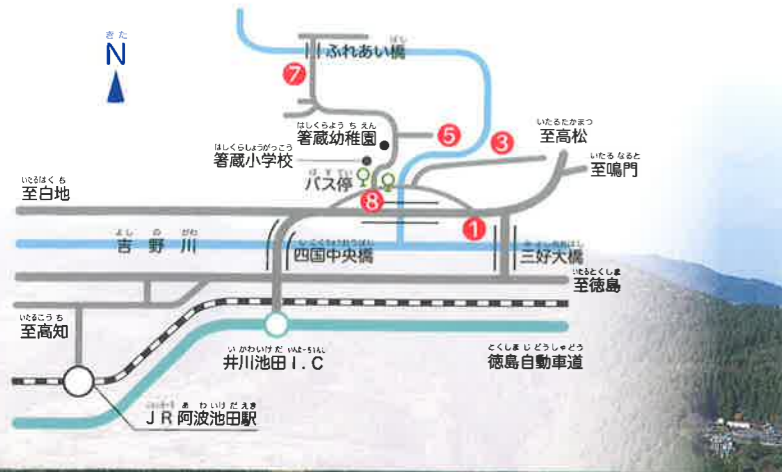 きた
N
ふれあい橋
ばし
7
はしくらようちえん
箸蔵幼稚園
5
3
いたるたかまつ
至高松
はしくらしょうがっこう
箸蔵小学校
いたるなると
至鳴門
ばすてい
バス停
8
いたるはくち
至白地
1
よしのがわ
吉野川
四国中央橋
三好大橋
いたるとくしま
至徳島
いたるこうち
至高知
いかわいけだ
井川池田I.C
とくしまじどうしゃどう
徳島自動車道
あわいけだえき
JR阿波池田駅